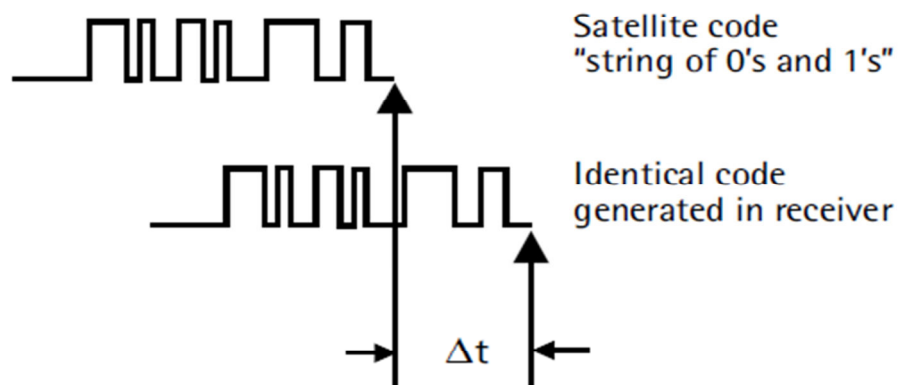 Satellite code
"string of 0's and 1's"
Identical code
generated in receiver
Δt